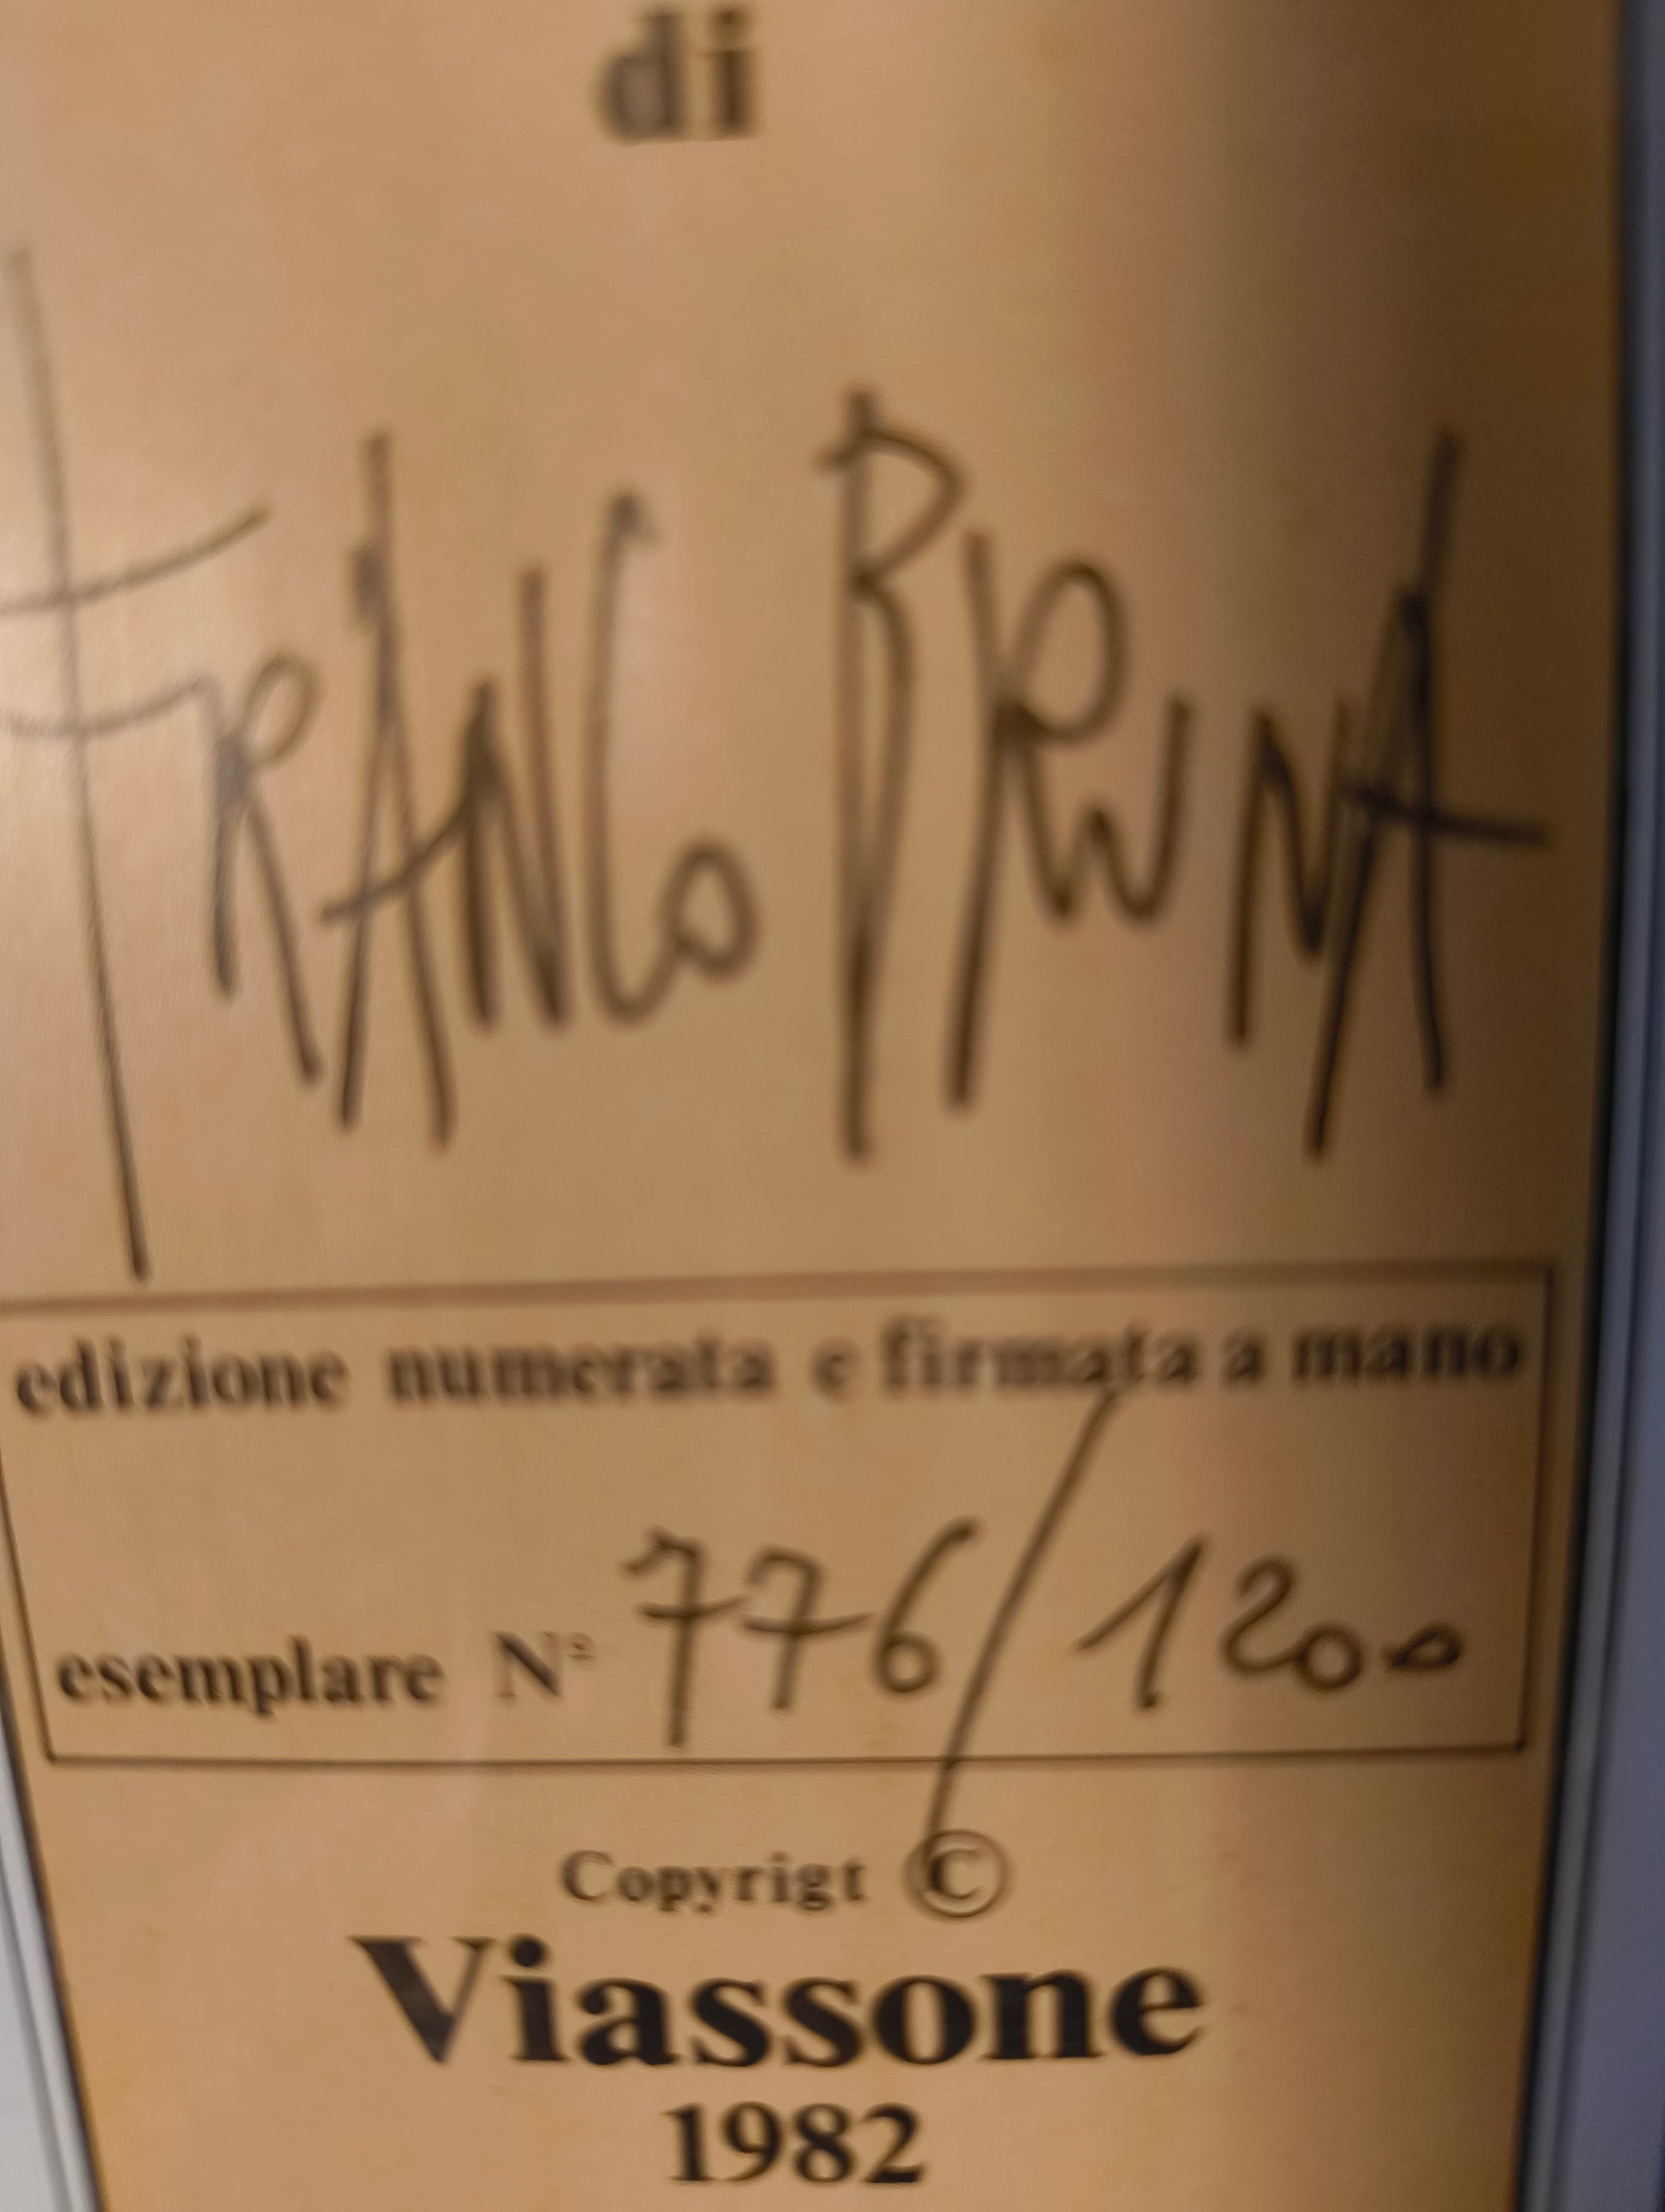 di
FRANCO BRUNA
edizione numerata e firmata a mano
esemplare N° 776/1200
Copyrigt ©
Viassone
1982